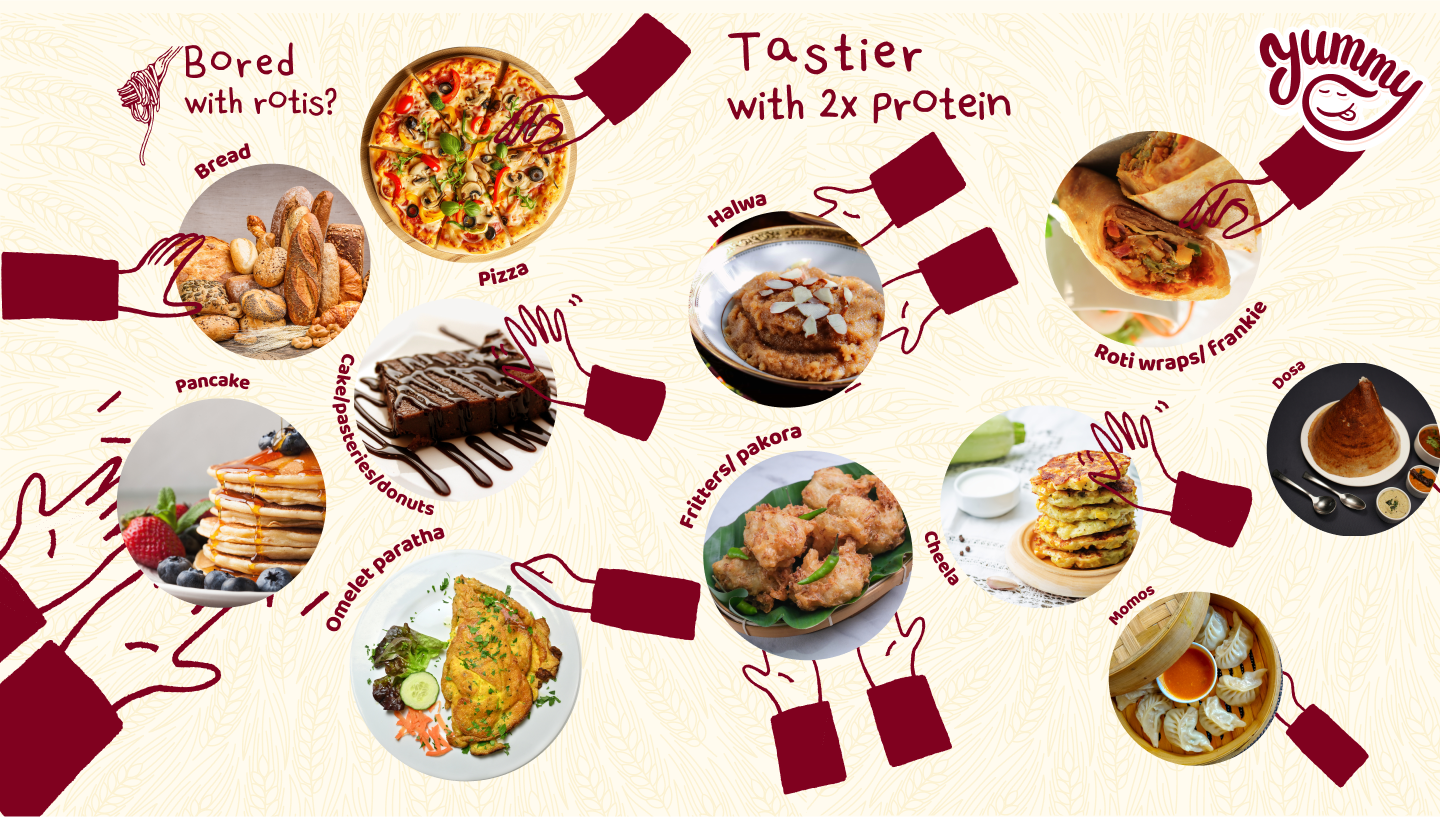 Bored
with rotis?
Tastier
with 2x Protein
yummy
Bread
Pizza
Halwa
Roti wraps/ Frankie
Pancake
Cake/pasteries/donuts
Dosa
Fritters/ pakora
Omelet paratha
Cheela
Momos